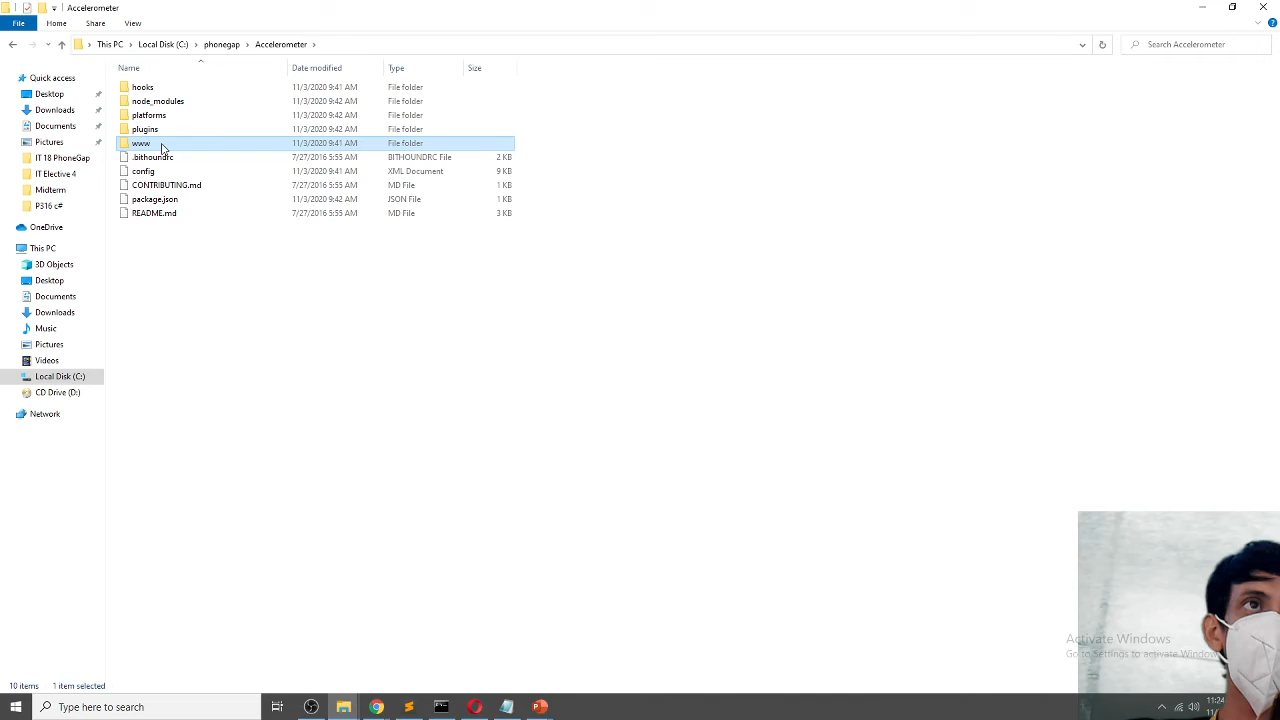 Accelerometer
File Home Share View
This PC Local Disk (C:) phonegap Accelerometer
Search Accelerometer
Name Date modified Type Size
Quick access
Desktop
Downloads
Documents
Pictures
IT 18 PhoneGap
IT Elective 4
Midterm
P316 c#
OneDrive
This PC
3D Objects
Desktop
Documents
Downloads
Music
Pictures
Videos
Local Disk (C:)
CD Drive (D:)
Network
hooks 11/3/2020 9:41 AM File folder
node_modules 11/3/2020 9:42 AM File folder
platforms 11/3/2020 9:42 AM File folder
plugins 11/3/2020 9:42 AM File folder
www 11/3/2020 9:41 AM File folder
.bithoundrc 7/27/2016 5:55 AM BITHOUNDRC File 2 KB
config 11/3/2020 9:41 AM XML Document 9 KB
CONTRIBUTING.md 7/27/2016 5:55 AM MD File 1 KB
package.json 11/3/2020 9:42 AM JSON File 1 KB
README.md 7/27/2016 5:55 AM MD File 3 KB
Activate Windows
Go to Settings to activate Window
10 items 1 item selected
Type here to search
11:24
11/